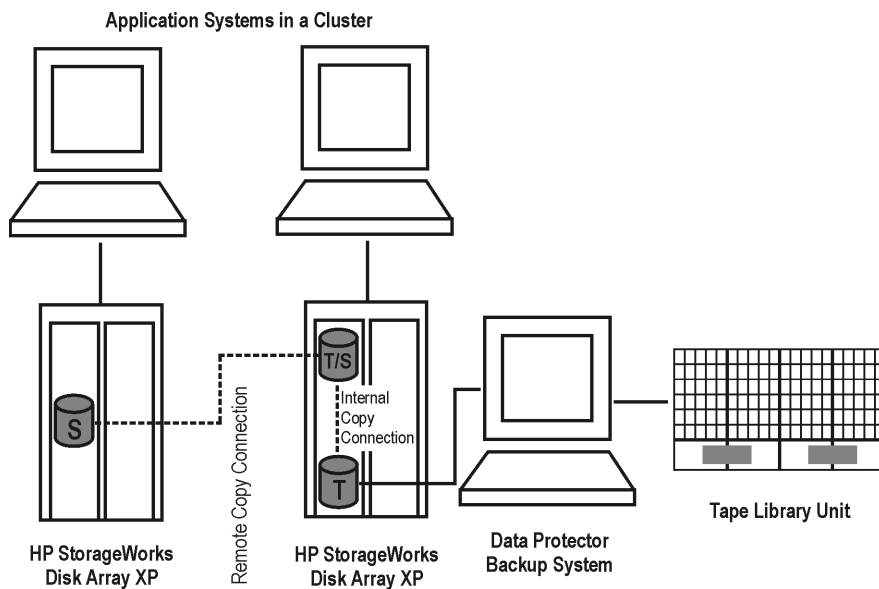 Application Systems in a Cluster
T/S
Internal
Copy
Connection
S
T
Remote Copy Connection
HP StorageWorks
Disk Array XP
HP StorageWorks
Disk Array XP
Data Protector
Backup System
Tape Library Unit